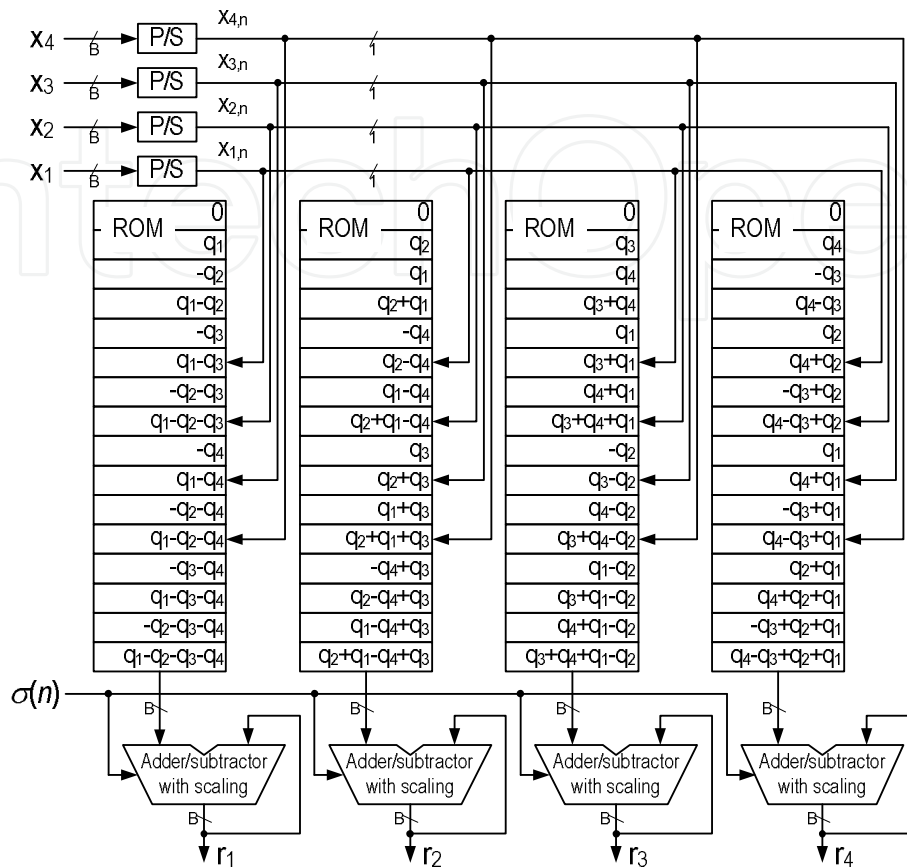 x4 B P/S x4,n 1
x3 B P/S x3,n 1
x2 B P/S x2,n 1
x1 B P/S x1,n 1
ntechOpe
ROM 0 ROM 0 ROM 0 ROM 0
q1 q2 q3 q4
-q2 q1 q4 -q3
q1-q2 q2+q1 q3+q4 q4-q3
-q3 -q4 q1 q2
q1-q3 q2-q4 q3+q1 q4+q2
-q2-q3 q1-q4 q4+q1 -q3+q2
q1-q2-q3 q2+q1-q4 q3+q4+q1 q4-q3+q2
-q4 q3 -q2 q1
q1-q4 q2+q3 q3-q2 q4+q1
-q2-q4 q1+q3 q4-q2 -q3+q1
q1-q2-q4 q2+q1+q3 q3+q4-q2 q4-q3+q1
-q3-q4 -q4+q3 q1-q2 q2+q1
q1-q3-q4 q2-q4+q3 q3+q1-q2 q4+q2+q1
-q2-q3-q4 q1-q4+q3 q4+q1-q2 -q3+q2+q1
q1-q2-q3-q4 q2+q1-q4+q3 q3+q4+q1-q2 q4-q3+q2+q1
σ(n)
B B B B
Adder/subtractor Adder/subtractor Adder/subtractor Adder/subtractor
with scaling with scaling with scaling with scaling
B B B B
r1 r2 r3 r4